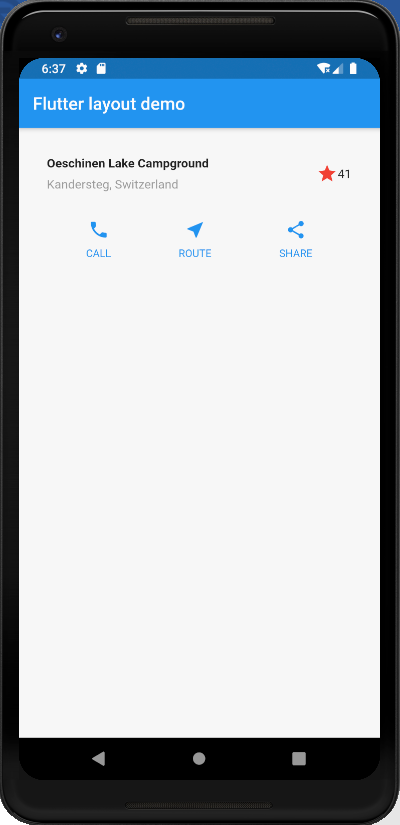 6:37
Flutter layout demo
Oeschinen Lake Campground
Kandersteg, Switzerland
41
CALL ROUTE SHARE